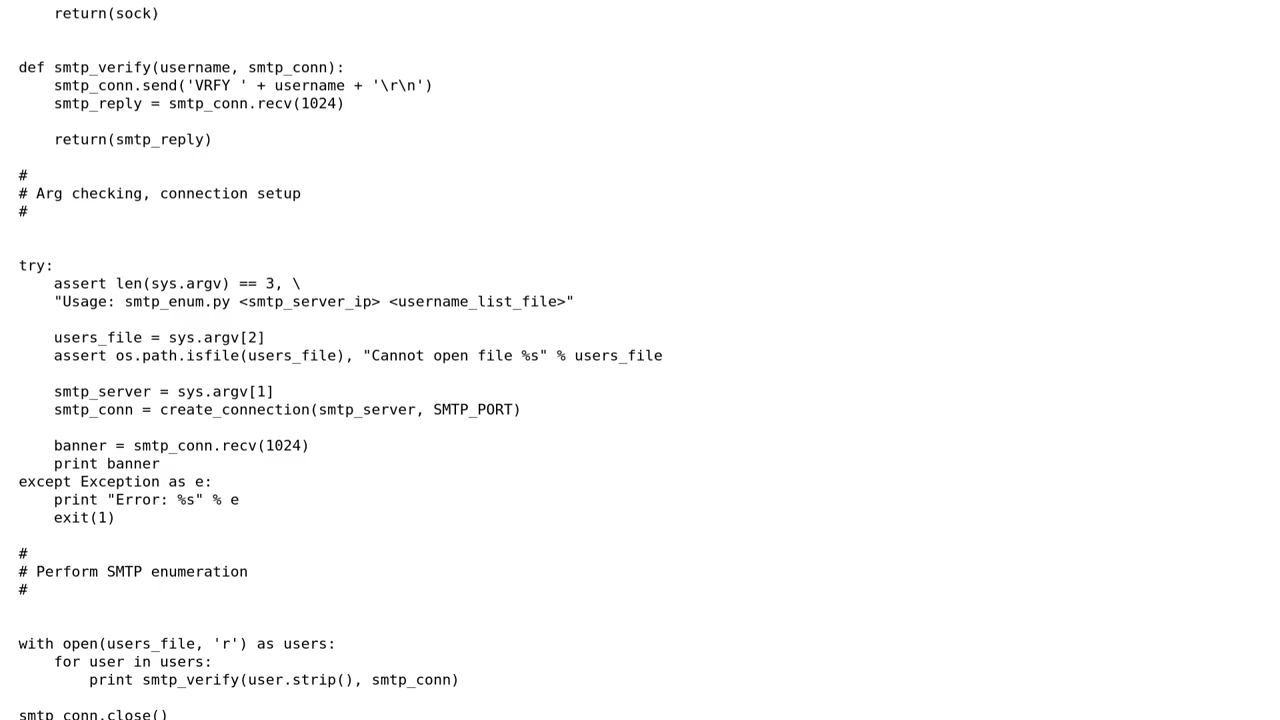 return(sock)


def smtp_verify(username, smtp_conn):
    smtp_conn.send('VRFY ' + username + '\r\n')
    smtp_reply = smtp_conn.recv(1024)

    return(smtp_reply)

#
# Arg checking, connection setup
#


try:
    assert len(sys.argv) == 3, \
    "Usage: smtp_enum.py <smtp_server_ip> <username_list_file>"

    users_file = sys.argv[2]
    assert os.path.isfile(users_file), "Cannot open file %s" % users_file

    smtp_server = sys.argv[1]
    smtp_conn = create_connection(smtp_server, SMTP_PORT)

    banner = smtp_conn.recv(1024)
    print banner
except Exception as e:
    print "Error: %s" % e
    exit(1)

#
# Perform SMTP enumeration
#


with open(users_file, 'r') as users:
    for user in users:
        print smtp_verify(user.strip(), smtp_conn)

smtp_conn.close()